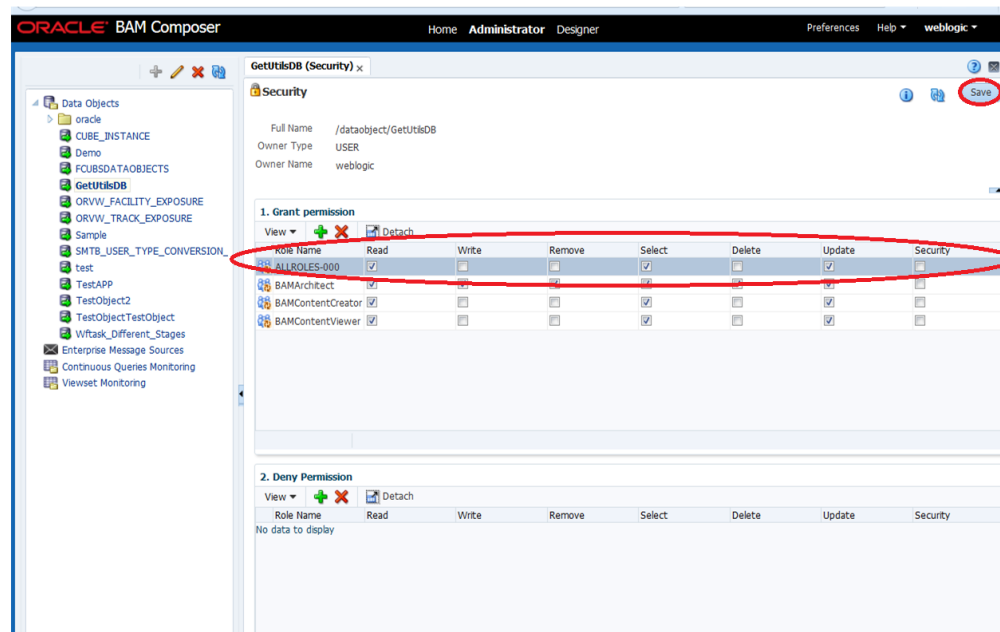 ORACLE BAM Composer
Home Administrator Designer
Preferences Help weblogic
GetUtilsDB (Security)
Security
Save
Full Name /dataobject/GetUtilsDB
Owner Type USER
Owner Name weblogic
Data Objects
oracle
CUBE_INSTANCE
Demo
FCUBSDATAOBJECTS
GetUtilsDB
ORVW_FACILITY_EXPOSURE
ORVW_TRACK_EXPOSURE
Sample
SMTB_USER_TYPE_CONVERSION_
test
TestAPP
TestObject2
TestObjectTestObject
Wftask_Different_Stages
Enterprise Message Sources
Continuous Queries Monitoring
Viewset Monitoring
1. Grant permission
View Detach
Role Name Read Write Remove Select Delete Update Security
ALLROLES-000
BAMArchitect
BAMContentCreator
BAMContentViewer
2. Deny Permission
View Detach
Role Name Read Write Remove Select Delete Update Security
No data to display